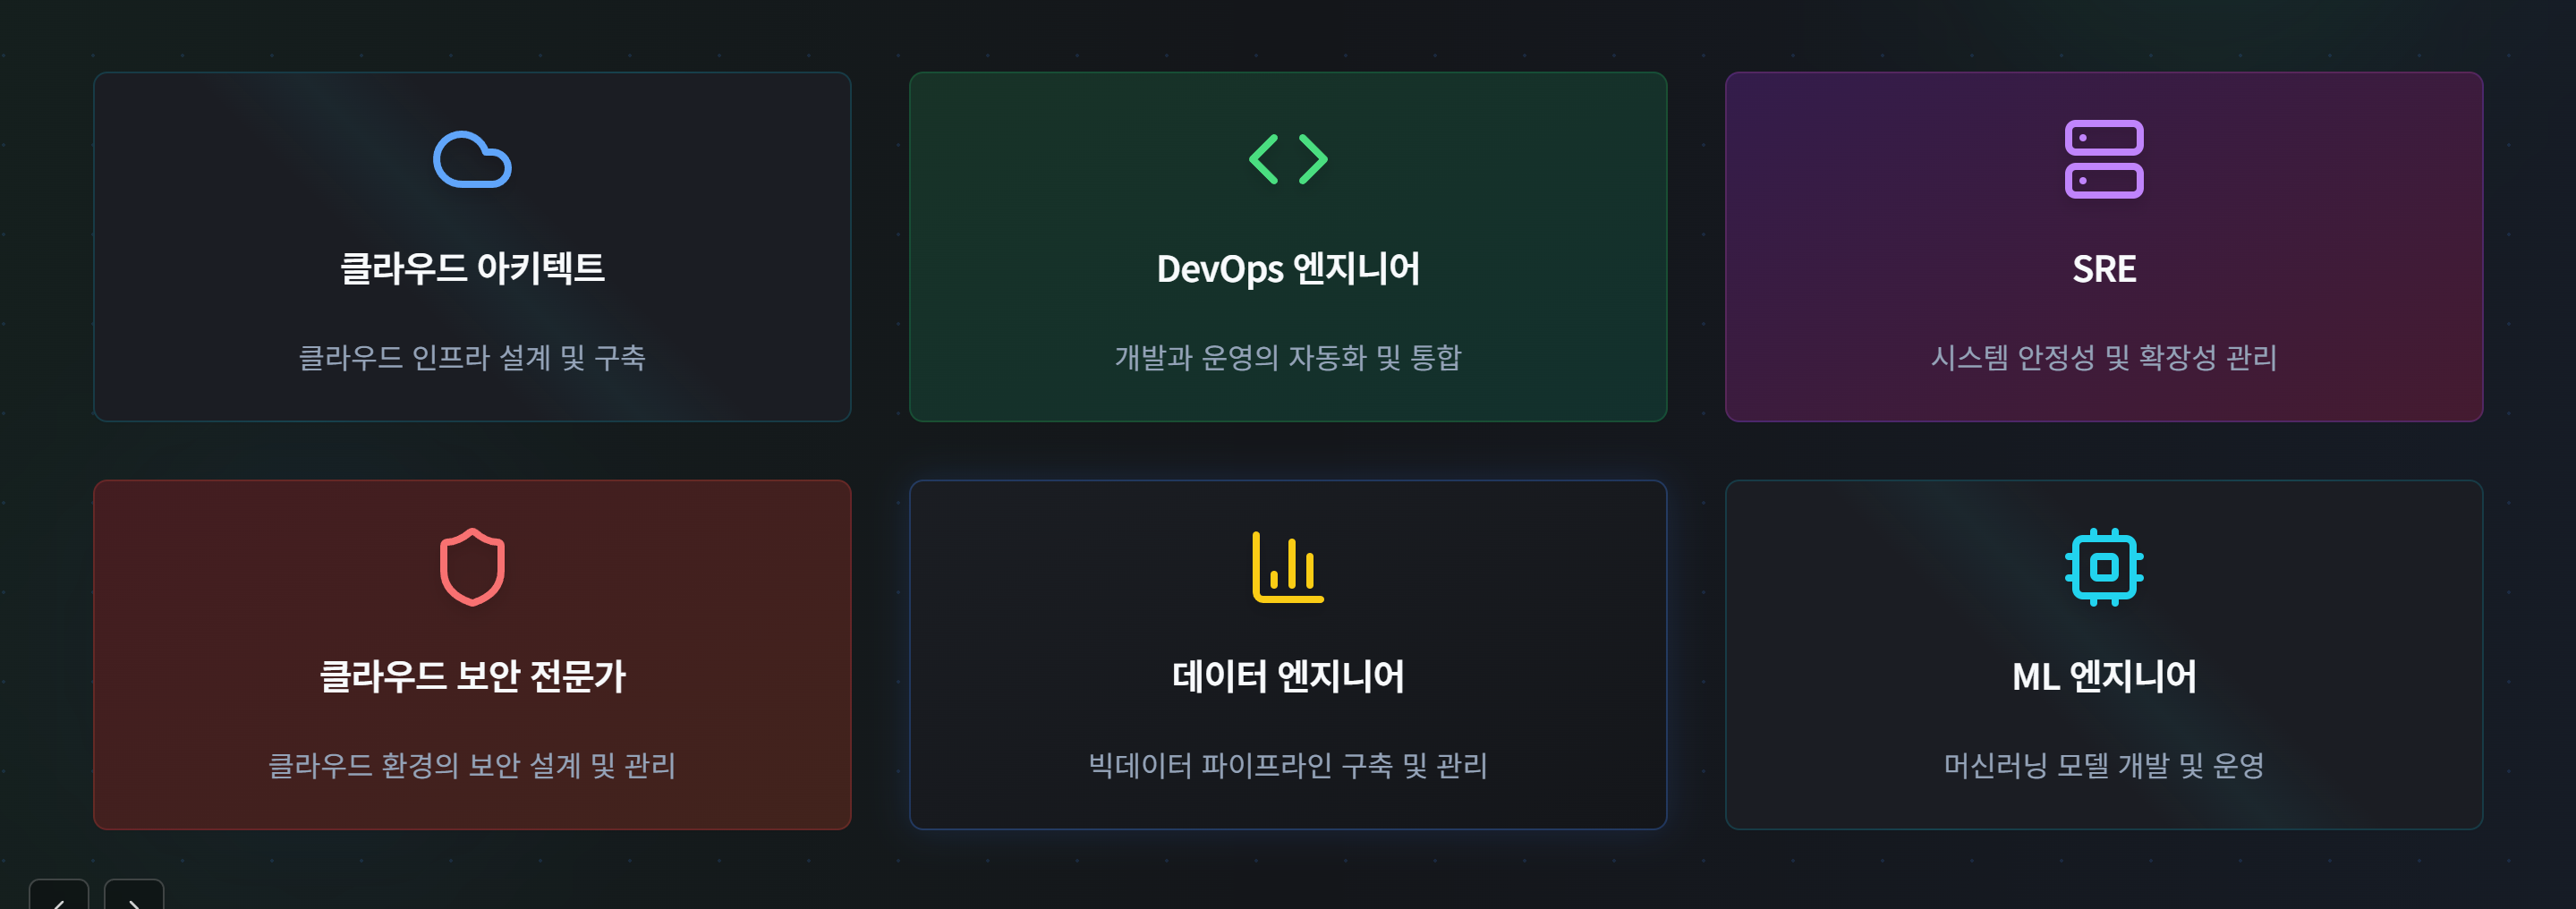 클라우드 아키텍트
클라우드 인프라 설계 및 구축
DevOps 엔지니어
개발과 운영의 자동화 및 통합
SRE
시스템 안정성 및 확장성 관리
클라우드 보안 전문가
클라우드 환경의 보안 설계 및 관리
데이터 엔지니어
빅데이터 파이프라인 구축 및 관리
ML 엔지니어
머신러닝 모델 개발 및 운영